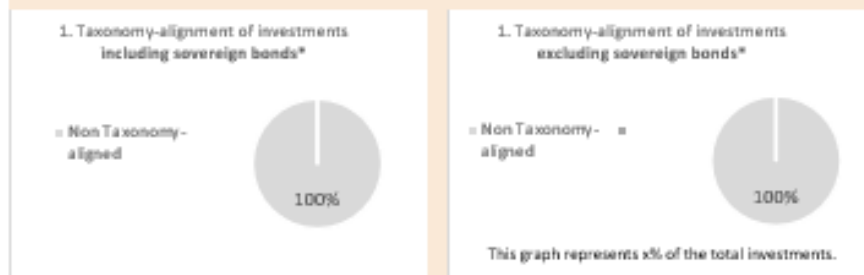 1. Taxonomy-alignment of investments
including sovereign bonds*
Non Taxonomy-
aligned
100%
1. Taxonomy-alignment of investments
excluding sovereign bonds*
Non Taxonomy-
aligned
100%
This graph represents x% of the total investments.